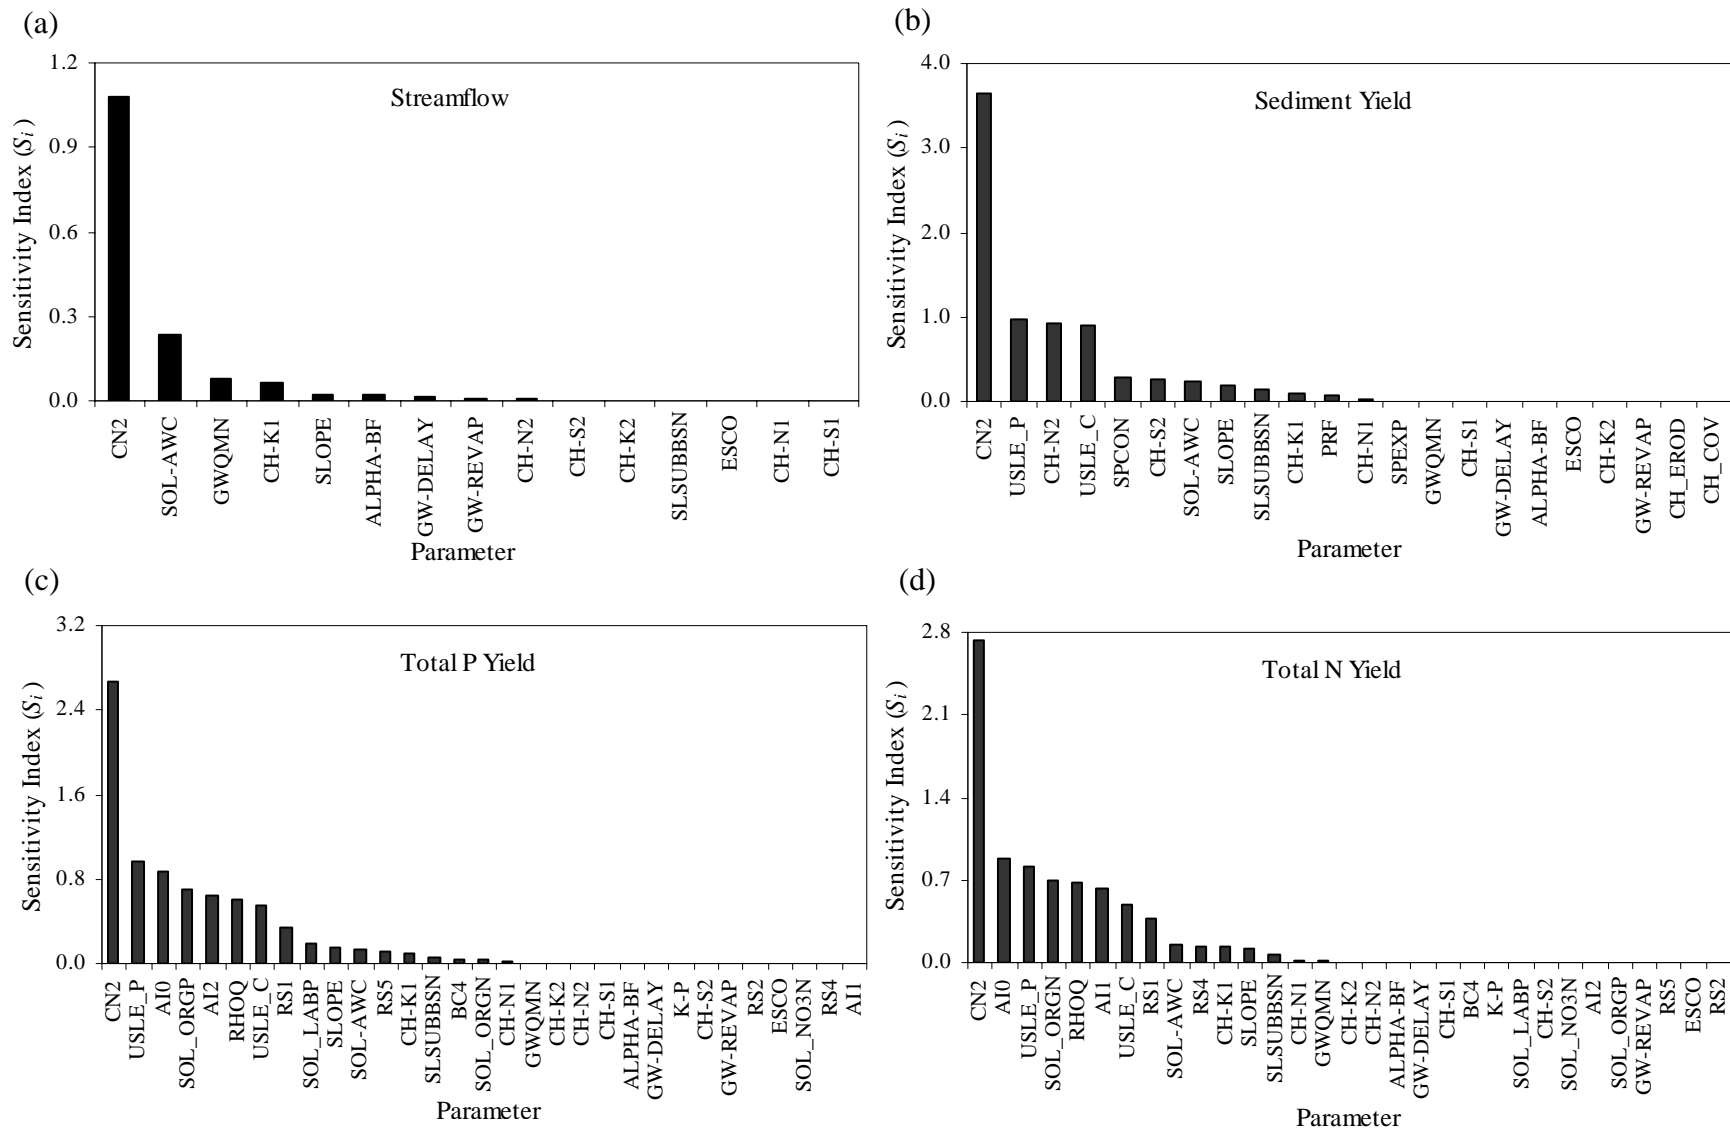 (a)
Streamflow
Sensitivity Index (Si)
1.2
0.9
0.6
0.3
0.0
CN2
SOL-AWC
GWQMN
CH-K1
SLOPE
ALPHA-BF
GW-DELAY
GW-REVAP
CH-N2
CH-S2
CH-K2
SLSUBBSN
ESCO
CH-N1
CH-S1
Parameter
(b)
Sediment Yield
Sensitivity Index (Si)
4.0
3.0
2.0
1.0
0.0
CN2
USLE_P
CH-N2
USLE_C
SPCON
CH-S2
SOL-AWC
SLOPE
SLSUBBSN
CH-K1
PRF
CH-N1
SPEXP
GWQMN
CH-S1
GW-DELAY
ALPHA-BF
ESCO
CH-K2
GW-REVAP
CH_EROD
CH_COV
Parameter
(c)
Total P Yield
Sensitivity Index (Si)
3.2
2.4
1.6
0.8
0.0
CN2
USLE_P
AI0
SOL_ORGP
AI2
RHOQ
USLE_C
RS1
SOL_LABP
SLOPE
SOL-AWC
RS5
CH-K1
SLSUBBSN
BC4
SOL_ORGN
CH-N1
GWQMN
CH-K2
CH-N2
CH-S1
ALPHA-BF
GW-DELAY
K-P
CH-S2
GW-REVAP
RS2
ESCO
SOL_NO3N
RS4
AI1
Parameter
(d)
Total N Yield
Sensitivity Index (Si)
2.8
2.1
1.4
0.7
0.0
CN2
AI0
USLE_P
SOL_ORGN
RHOQ
AI1
USLE_C
RS1
SOL-AWC
RS4
CH-K1
SLOPE
SLSUBBSN
CH-N1
GWQMN
CH-K2
CH-N2
ALPHA-BF
GW-DELAY
CH-S1
BC4
K-P
SOL_LABP
CH-S2
SOL_NO3N
AI2
SOL_ORGP
GW-REVAP
RS5
ESCO
RS2
Parameter